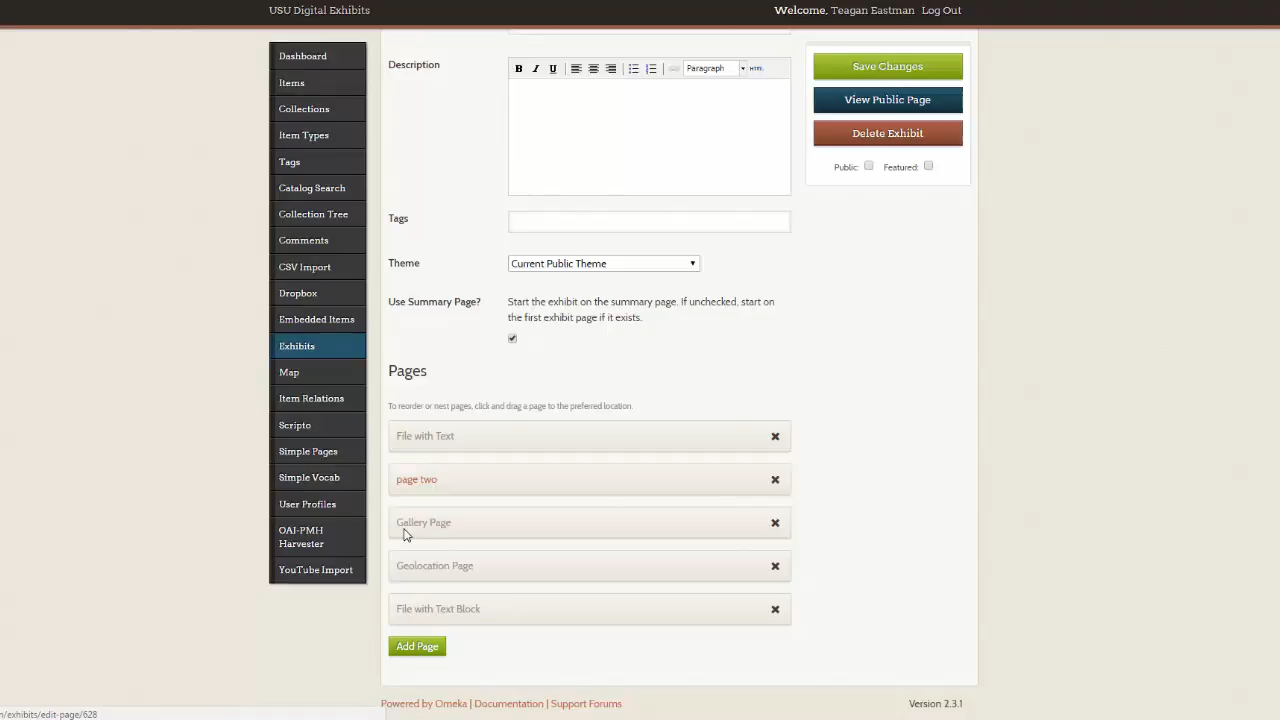 USU Digital Exhibits
Welcome, Teagan Eastman Log Out
Dashboard
Items
Collections
Item Types
Tags
Catalog Search
Collection Tree
Comments
CSV Import
Dropbox
Embedded Items
Exhibits
Map
Item Relations
Scripto
Simple Pages
Simple Vocab
User Profiles
OAI-PMH
Harvester
YouTube Import
Description
B I U Paragraph HTML
Tags
Theme
Current Public Theme
Use Summary Page?
Start the exhibit on the summary page. If unchecked, start on
the first exhibit page if it exists.
Pages
To reorder or nest pages, click and drag a page to the preferred location.
File with Text
page two
Gallery Page
Geolocation Page
File with Text Block
Add Page
Save Changes
View Public Page
Delete Exhibit
Public: Featured:
Powered by Omeka | Documentation | Support Forums
Version 2.3.1
n/exhibits/edit-page/628